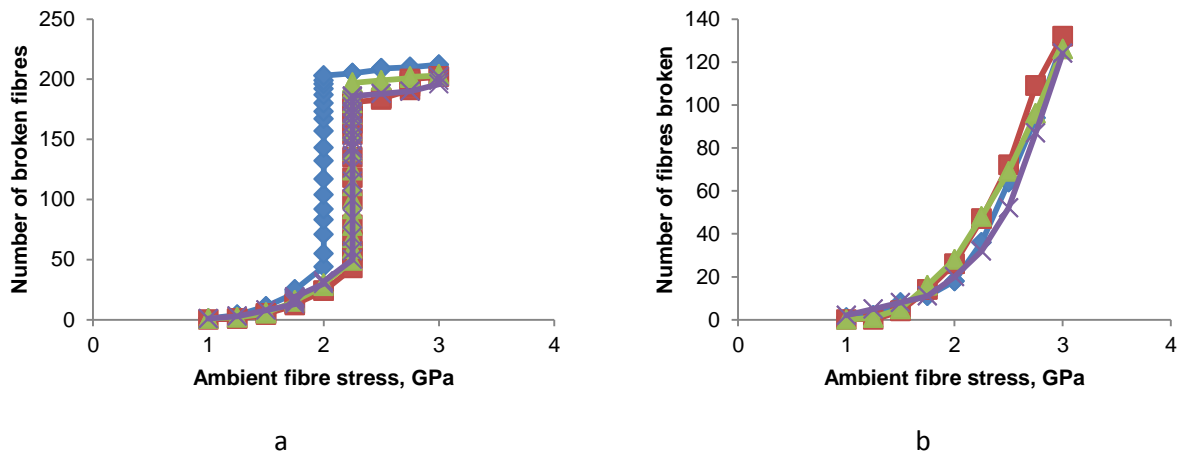 Number of broken fibres
250
200
150
100
50
0
0 1 2 3 4
Ambient fibre stress, GPa
a
Number of fibres broken
140
120
100
80
60
40
20
0
0 1 2 3 4
Ambient fibre stress, GPa
b